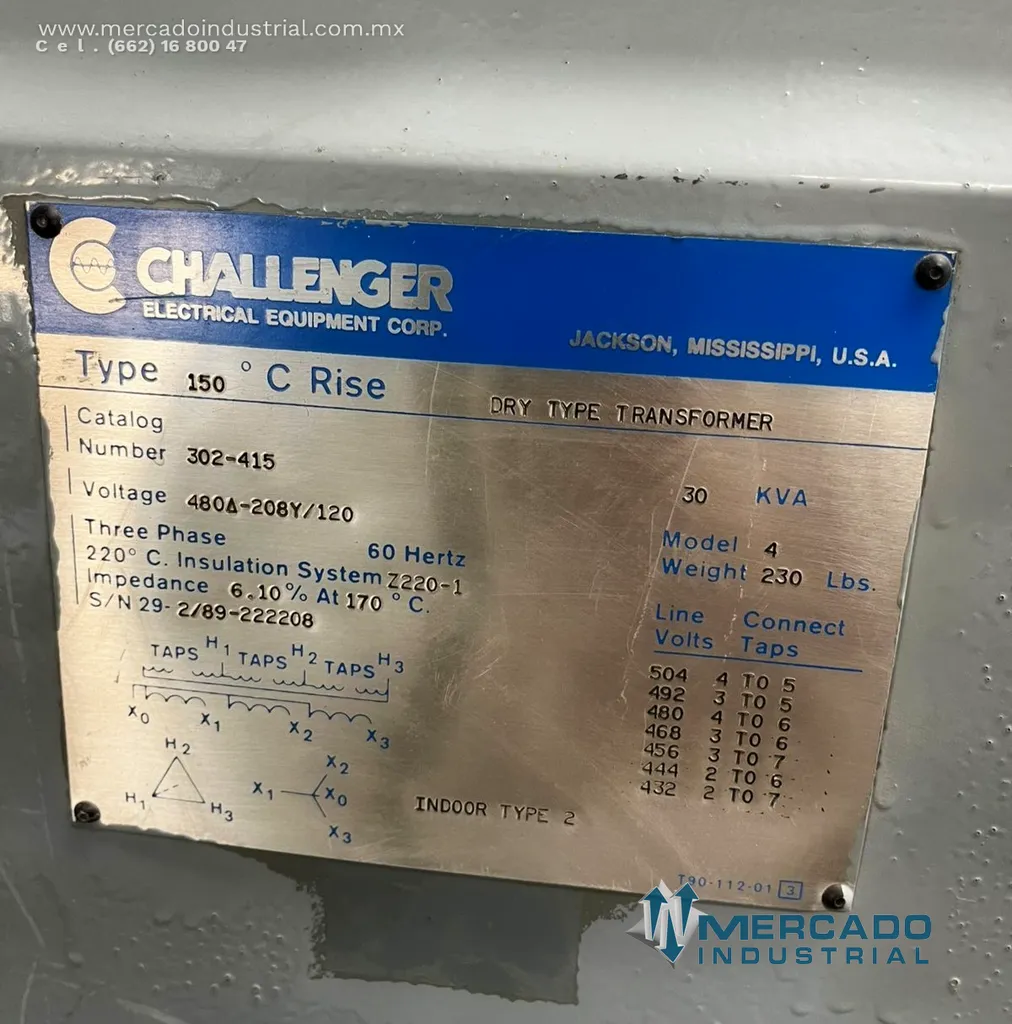 www.mercadoindustrial.com.mx
Cel. (662) 16 800 47
CHALLENGER
ELECTRICAL EQUIPMENT CORP.
JACKSON, MISSISSIPPI, U.S.A.
Type 150 °C Rise
DRY TYPE TRANSFORMER
Catalog
Number 302-415
30 KVA
Voltage 480Δ-208Y/120
Three Phase 60 Hertz
Model 4
220° C. Insulation System Z220-1
Weight 230 Lbs.
Impedance 6.10% At 170 °C.
S/N 29- 2/89-222208
Line Connect
Volts Taps
504 4 TO 5
492 3 TO 5
480 4 TO 6
468 3 TO 6
456 3 TO 7
444 2 TO 6
432 2 TO 7
TAPS H1 TAPS H2 TAPS H3
X0 X1 X2 X3
H2
H1 H3
X2
X1 X0
X3
INDOOR TYPE 2
T90-112-01 3
MERCADO
INDUSTRIAL